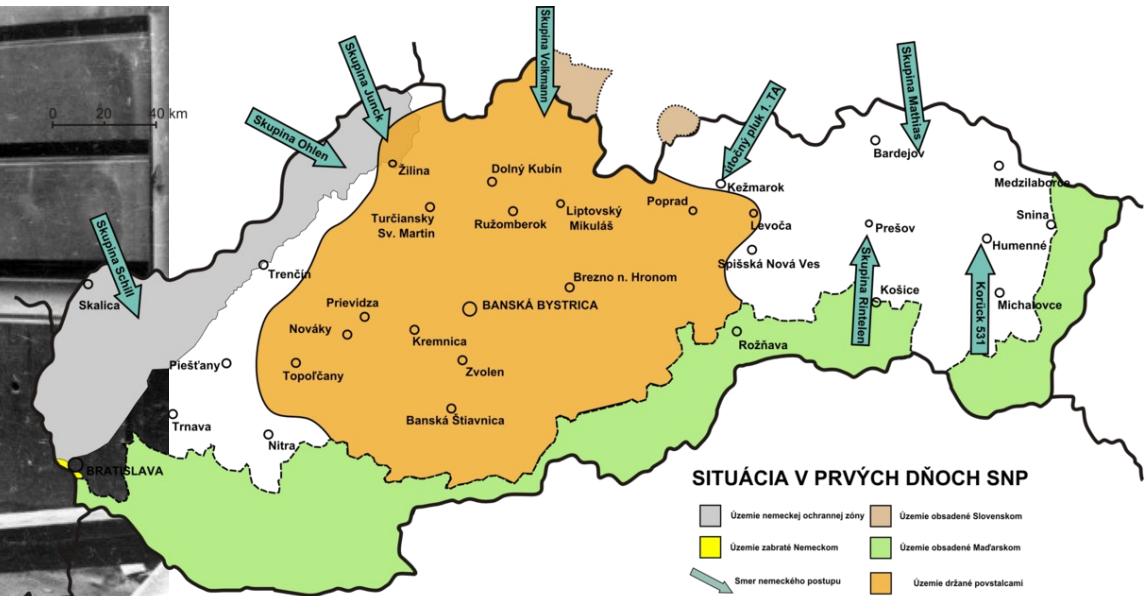 0
20
40 km
Skupina Volkmann
Skupina Junck
Skupina Ohlen
Skupina Schill
útočný pluk 1. TA
Skupina Mathias
Skupina Rintelen
Korück 531
Žilina
Dolný Kubín
Turčiansky
Sv. Martin
Ružomberok
Liptovský
Mikuláš
Poprad
Kežmarok
Levoča
Spišská Nová Ves
Bardejov
Prešov
Medzilaborce
Snina
Humenné
Michalovce
Košice
Rožňava
Skalica
Trenčín
Brezno n. Hronom
Prievidza
BANSKÁ BYSTRICA
Nováky
Kremnica
Piešťany
Topoľčany
Zvolen
Banská Štiavnica
Trnava
Nitra
BRATISLAVA
SITUÁCIA V PRVÝCH DŇOCH SNP
Územie nemeckej ochrannej zóny
Územie obsadené Slovenskom
Územie zabraté Nemeckom
Územie obsadené Maďarskom
Smer nemeckého postupu
Územie držané povstalcami